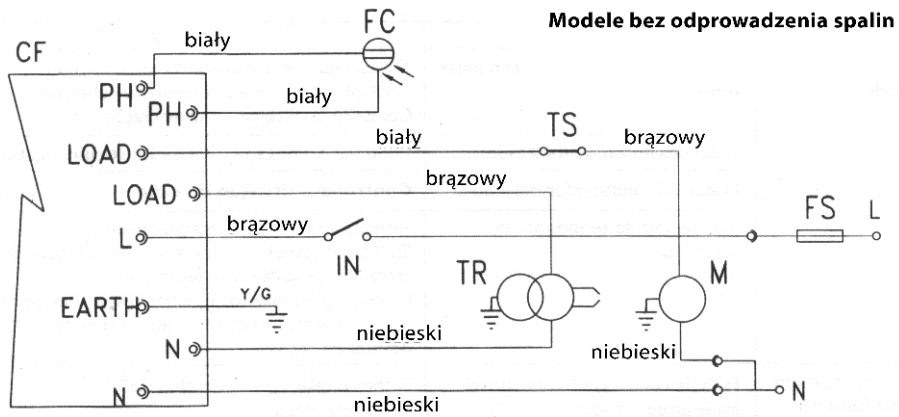 Modele bez odprowadzenia spalin
FC
biały
CF
PH
PH
biały
TS
LOAD
biały
brązowy
LOAD
brązowy
L
brązowy
IN
FS
L
TR
M
EARTH
Y/G
N
niebieski
niebieski
N
niebieski
N